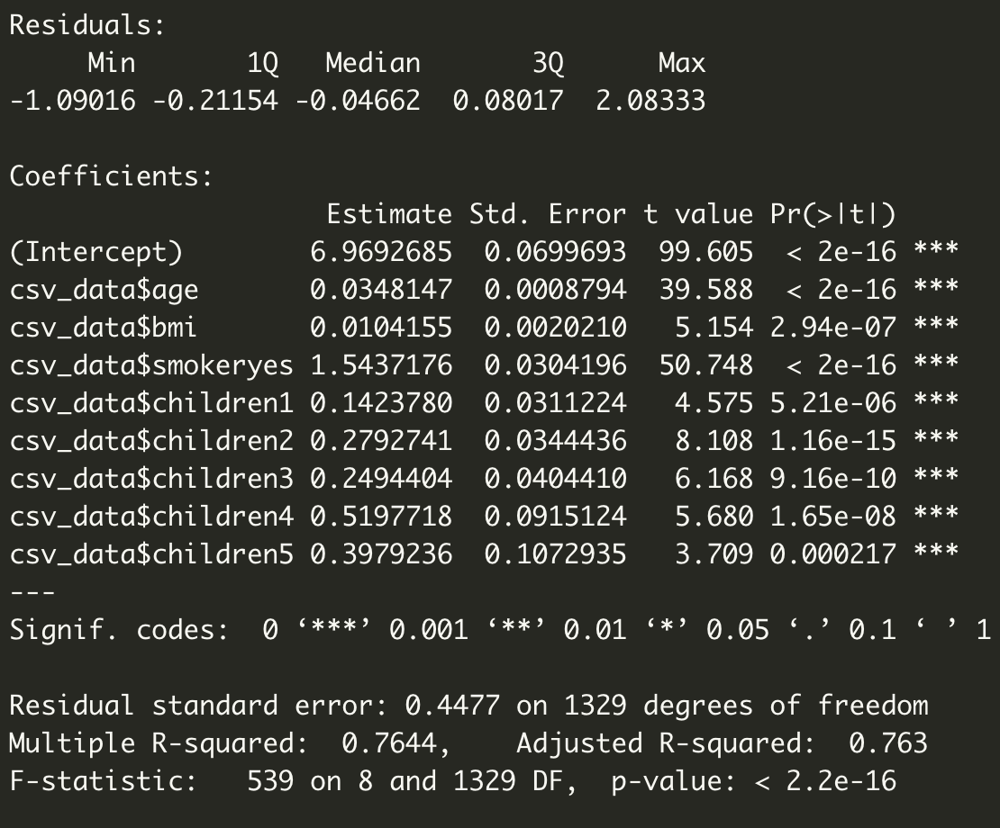 Residuals:
     Min       1Q   Median       3Q      Max
-1.09016 -0.21154 -0.04662  0.08017  2.08333

Coefficients:
                    Estimate Std. Error t value Pr(>|t|)
(Intercept)        6.9692685  0.0699693  99.605  < 2e-16 ***
csv_data$age       0.0348147  0.0008794  39.588  < 2e-16 ***
csv_data$bmi       0.0104155  0.0020210   5.154 2.94e-07 ***
csv_data$smokeryes 1.5437176  0.0304196  50.748  < 2e-16 ***
csv_data$children1 0.1423780  0.0311224   4.575 5.21e-06 ***
csv_data$children2 0.2792741  0.0344436   8.108 1.16e-15 ***
csv_data$children3 0.2494404  0.0404410   6.168 9.16e-10 ***
csv_data$children4 0.5197718  0.0915124   5.680 1.65e-08 ***
csv_data$children5 0.3979236  0.1072935   3.709 0.000217 ***
---
Signif. codes:  0 ‘***’ 0.001 ‘**’ 0.01 ‘*’ 0.05 ‘.’ 0.1 ‘ ’ 1

Residual standard error: 0.4477 on 1329 degrees of freedom
Multiple R-squared:  0.7644,    Adjusted R-squared:  0.763
F-statistic:   539 on 8 and 1329 DF,  p-value: < 2.2e-16